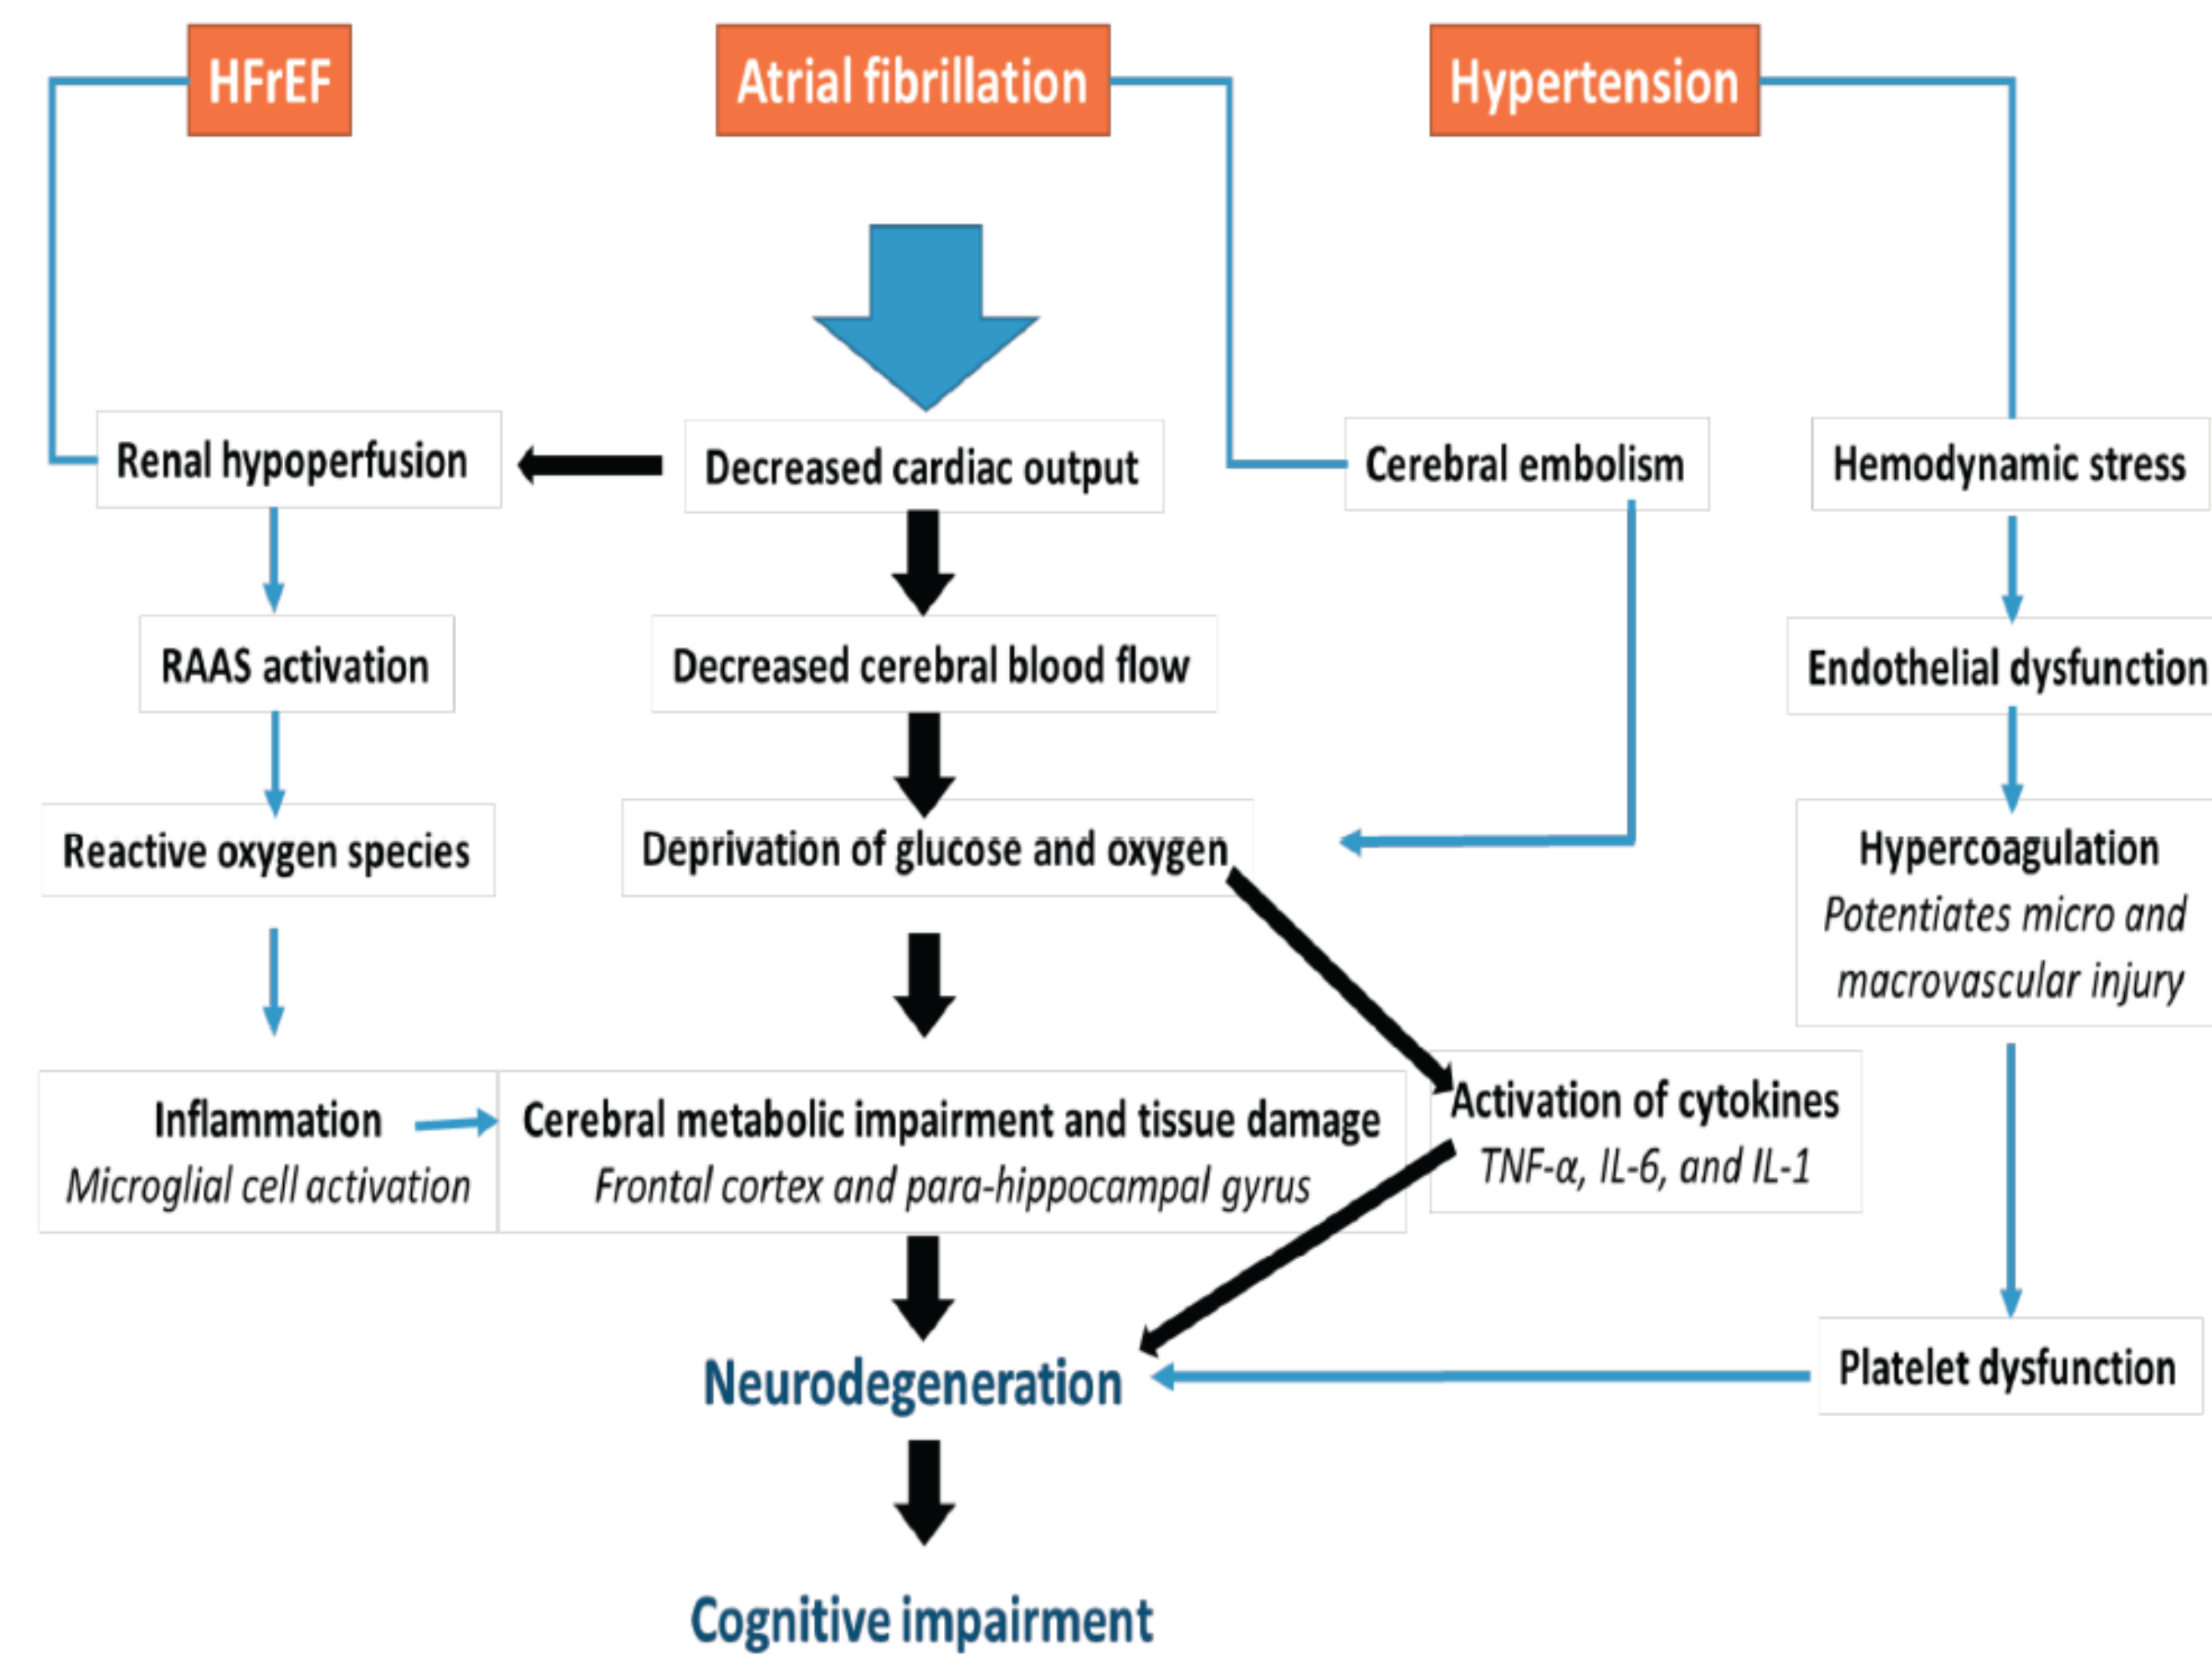 HFrEF
Atrial fibrillation
Hypertension
Renal hypoperfusion
Decreased cardiac output
Cerebral embolism
Hemodynamic stress
RAAS activation
Decreased cerebral blood flow
Endothelial dysfunction
Reactive oxygen species
Deprivation of glucose and oxygen
Hypercoagulation
Potentiates micro and
macrovascular injury
Inflammation
Microglial cell activation
Cerebral metabolic impairment and tissue damage
Frontal cortex and para-hippocampal gyrus
Activation of cytokines
TNF-α, IL-6, and IL-1
Neurodegeneration
Platelet dysfunction
Cognitive impairment